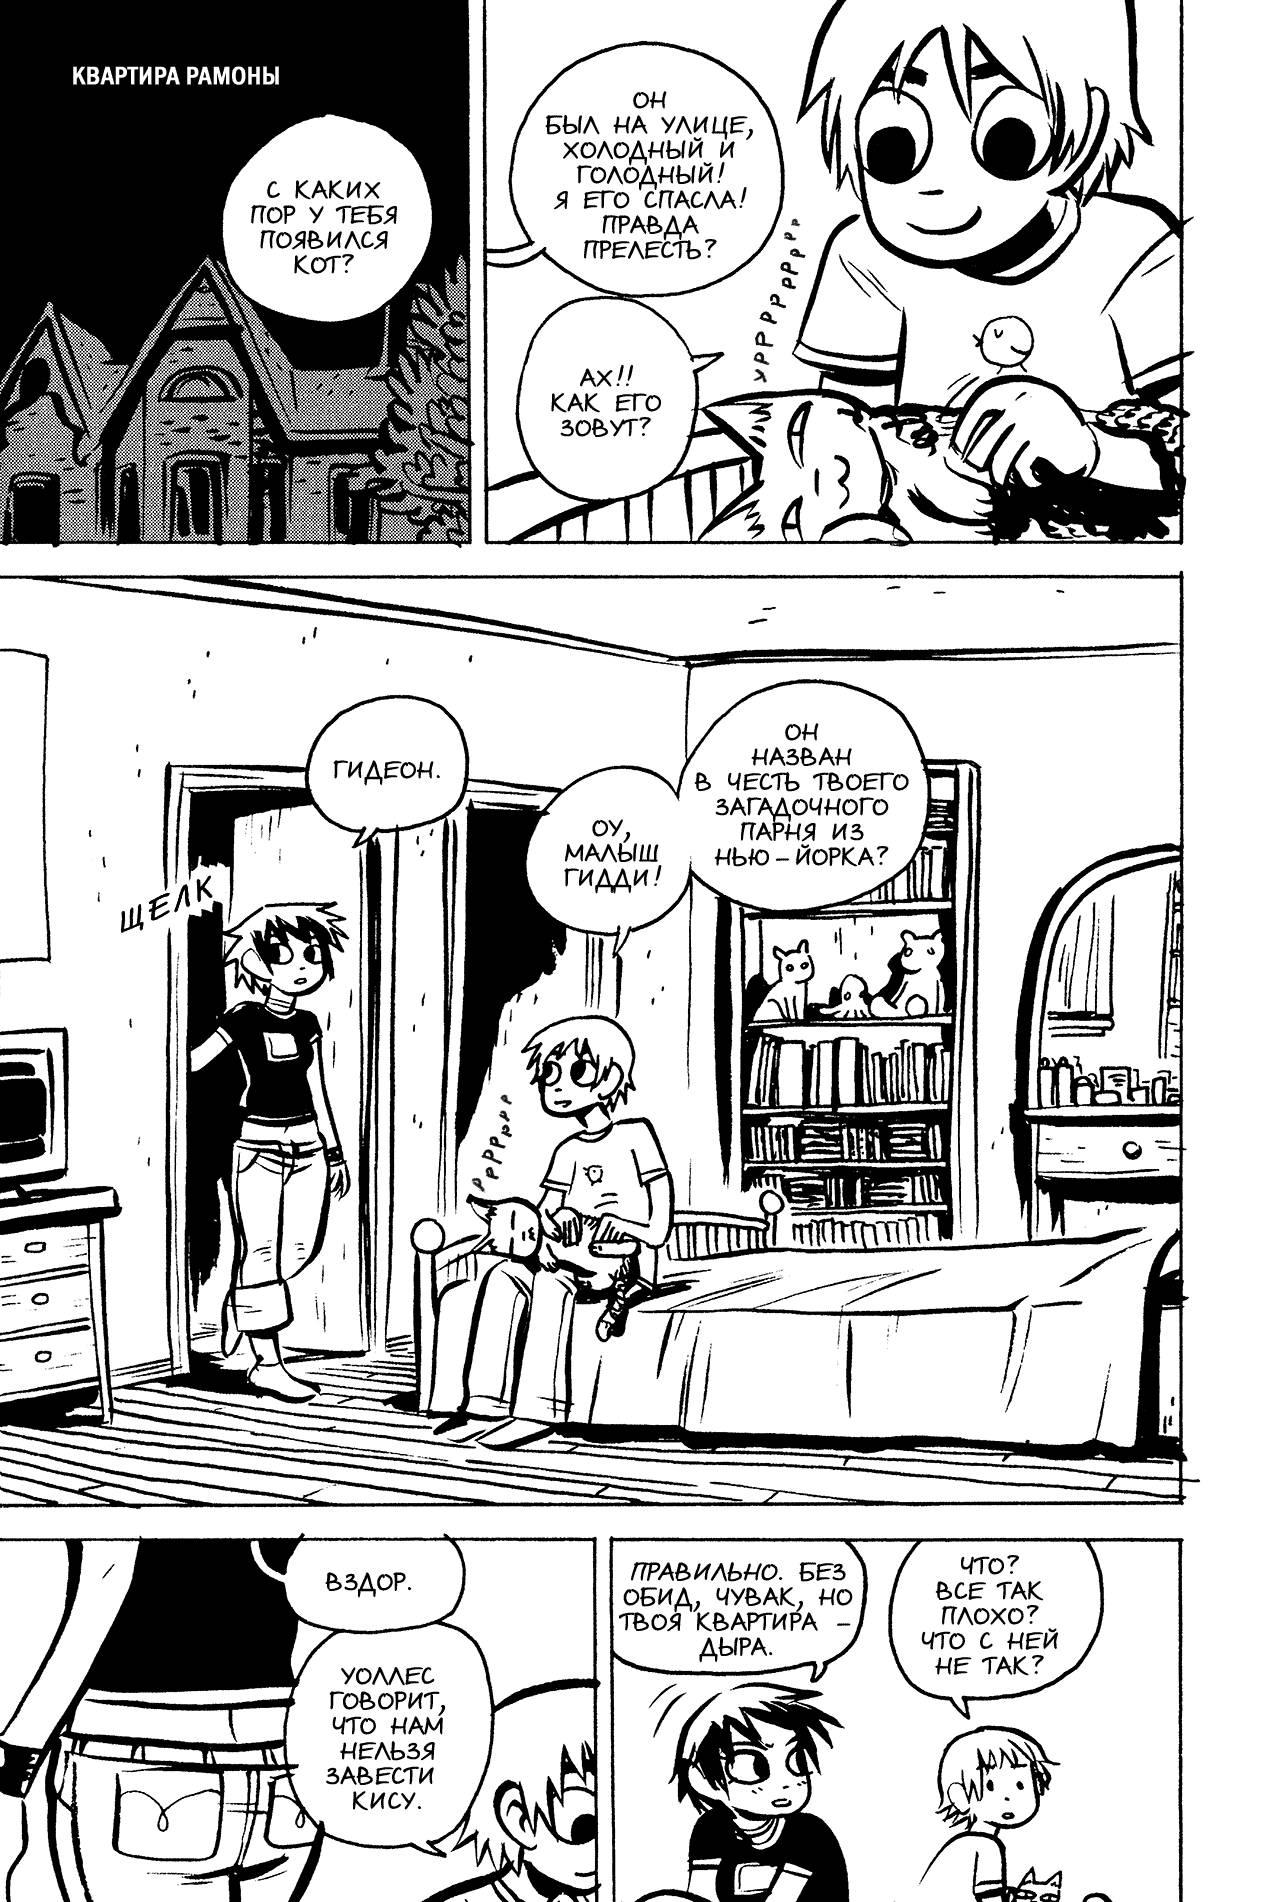 КВАРТИРА РАМОНЫ
С КАКИХ
ПОР У ТЕБЯ
ПОЯВИЛСЯ
КОТ?
ОН
БЫЛ НА УЛИЦЕ,
ХОЛОДНЫЙ И
ГОЛОДНЫЙ!
Я ЕГО СПАСЛА!
ПРАВДА
ПРЕЛЕСТЬ?
УРРРРРРРРРР
АХ!!
КАК ЕГО
ЗОВУТ?
ГИДЕОН.
ОУ,
МАЛЫШ
ГИДДИ!
ОН
НАЗВАН
В ЧЕСТЬ ТВОЕГО
ЗАГАДОЧНОГО
ПАРНЯ ИЗ
НЬЮ-ЙОРКА?
ЩЕЛК
РРРРРРРРР
ВЗДОР.
УОЛЛЕС
ГОВОРИТ,
ЧТО НАМ
НЕЛЬЗЯ
ЗАВЕСТИ
КИСУ.
ПРАВИЛЬНО. БЕЗ
ОБИД, ЧУВАК, НО
ТВОЯ КВАРТИРА -
ДЫРА.
ЧТО?
ВСЕ ТАК
ПЛОХО?
ЧТО С НЕЙ
НЕ ТАК?